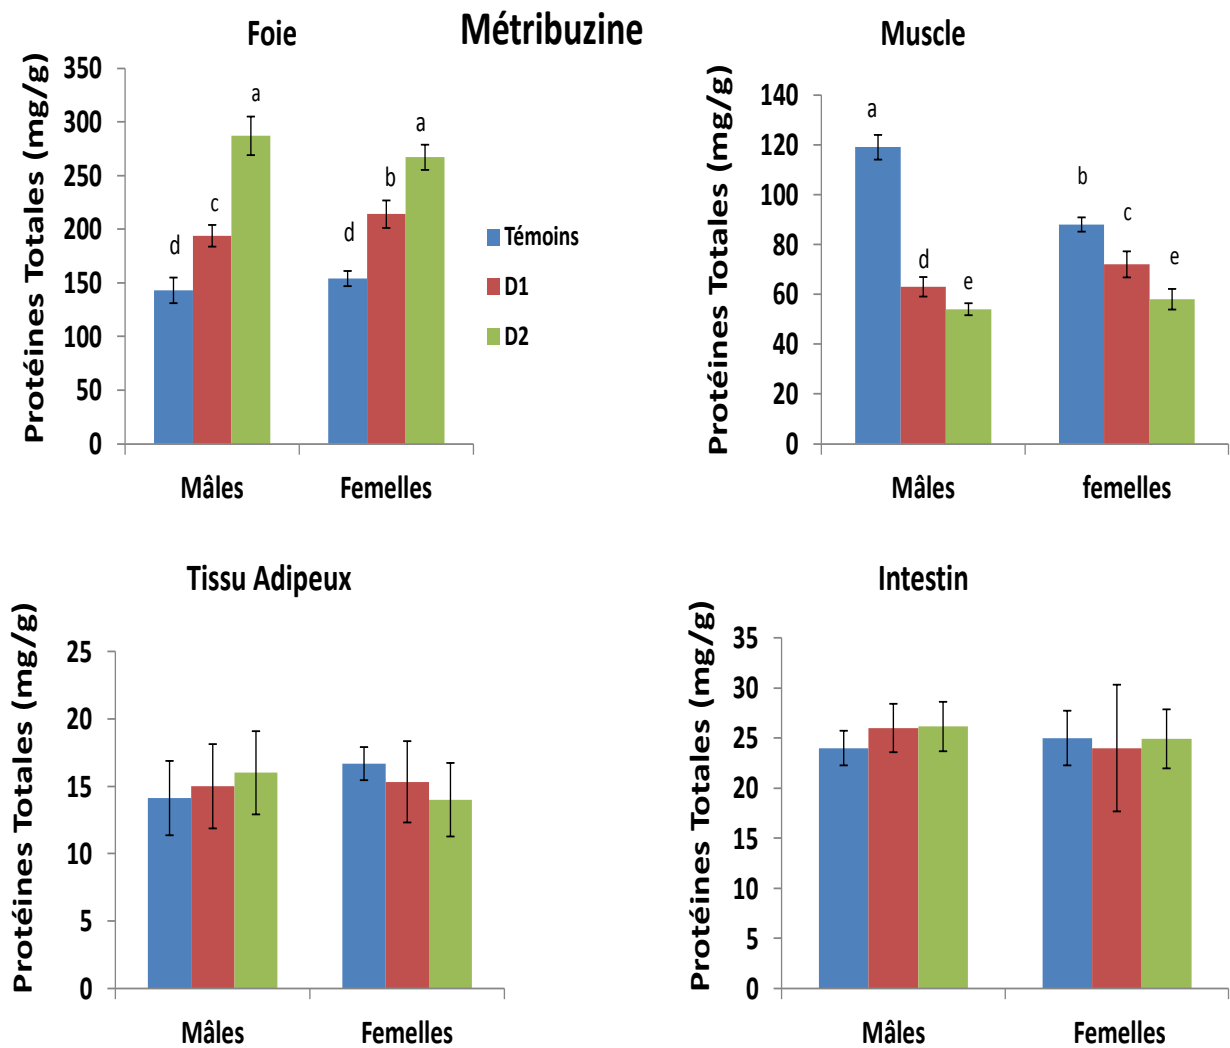 Métribuzine
Foie
Protéines Totales (mg/g)
350
300
250
200
150
100
50
0
d
c
a
d
b
a
Mâles
Femelles
Témoins
D1
D2
Muscle
Protéines Totales (mg/g)
140
120
100
80
60
40
20
0
a
d
e
b
c
e
Mâles
femelles
Tissu Adipeux
Protéines Totales (mg/g)
25
20
15
10
5
0
Mâles
Femelles
Intestin
Protéines Totales (mg/g)
35
30
25
20
15
10
5
0
Mâles
Femelles